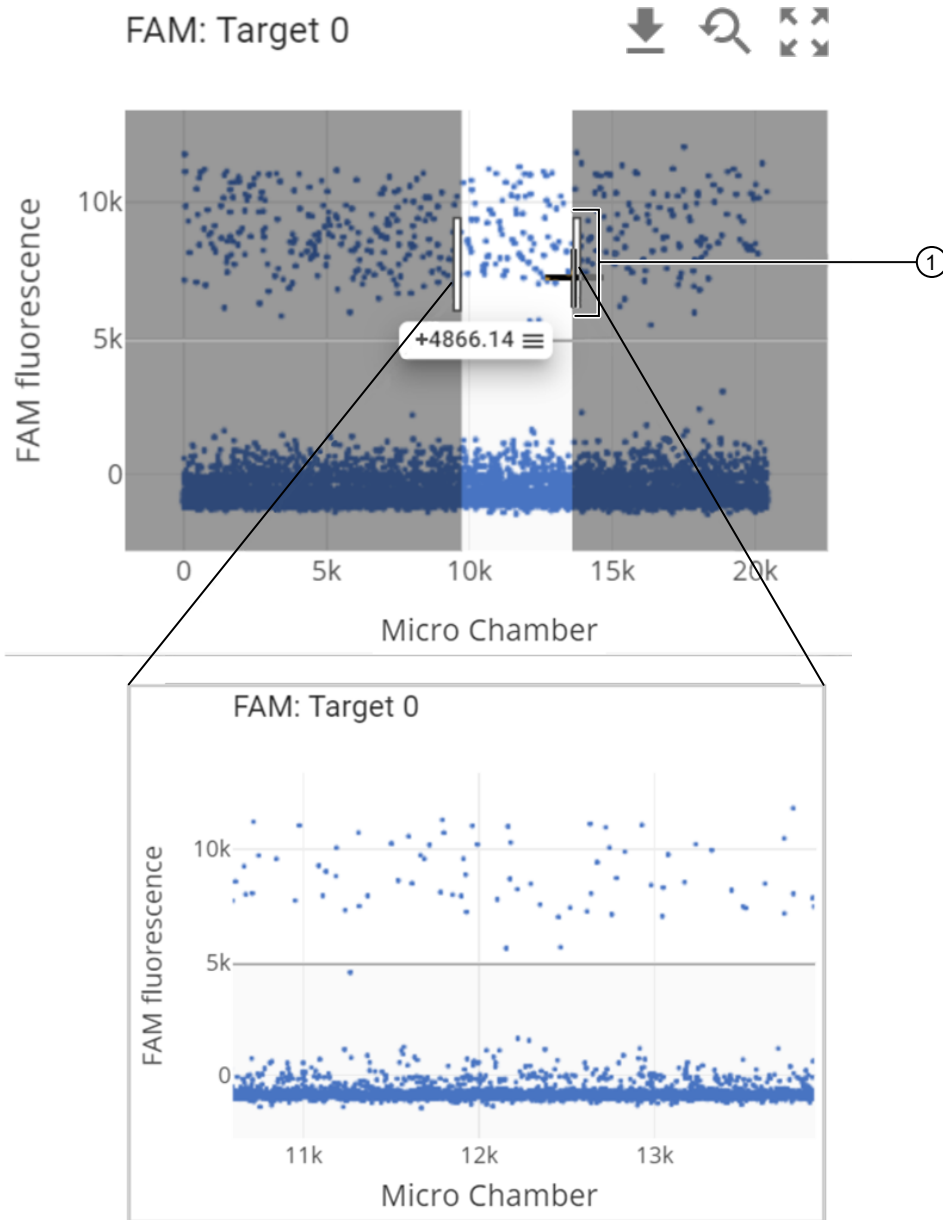 FAM: Target 0
FAM fluorescence
10k
5k
0
+4866.14
1
0 5k 10k 15k 20k
Micro Chamber
FAM: Target 0
FAM fluorescence
10k
5k
0
11k 12k 13k
Micro Chamber